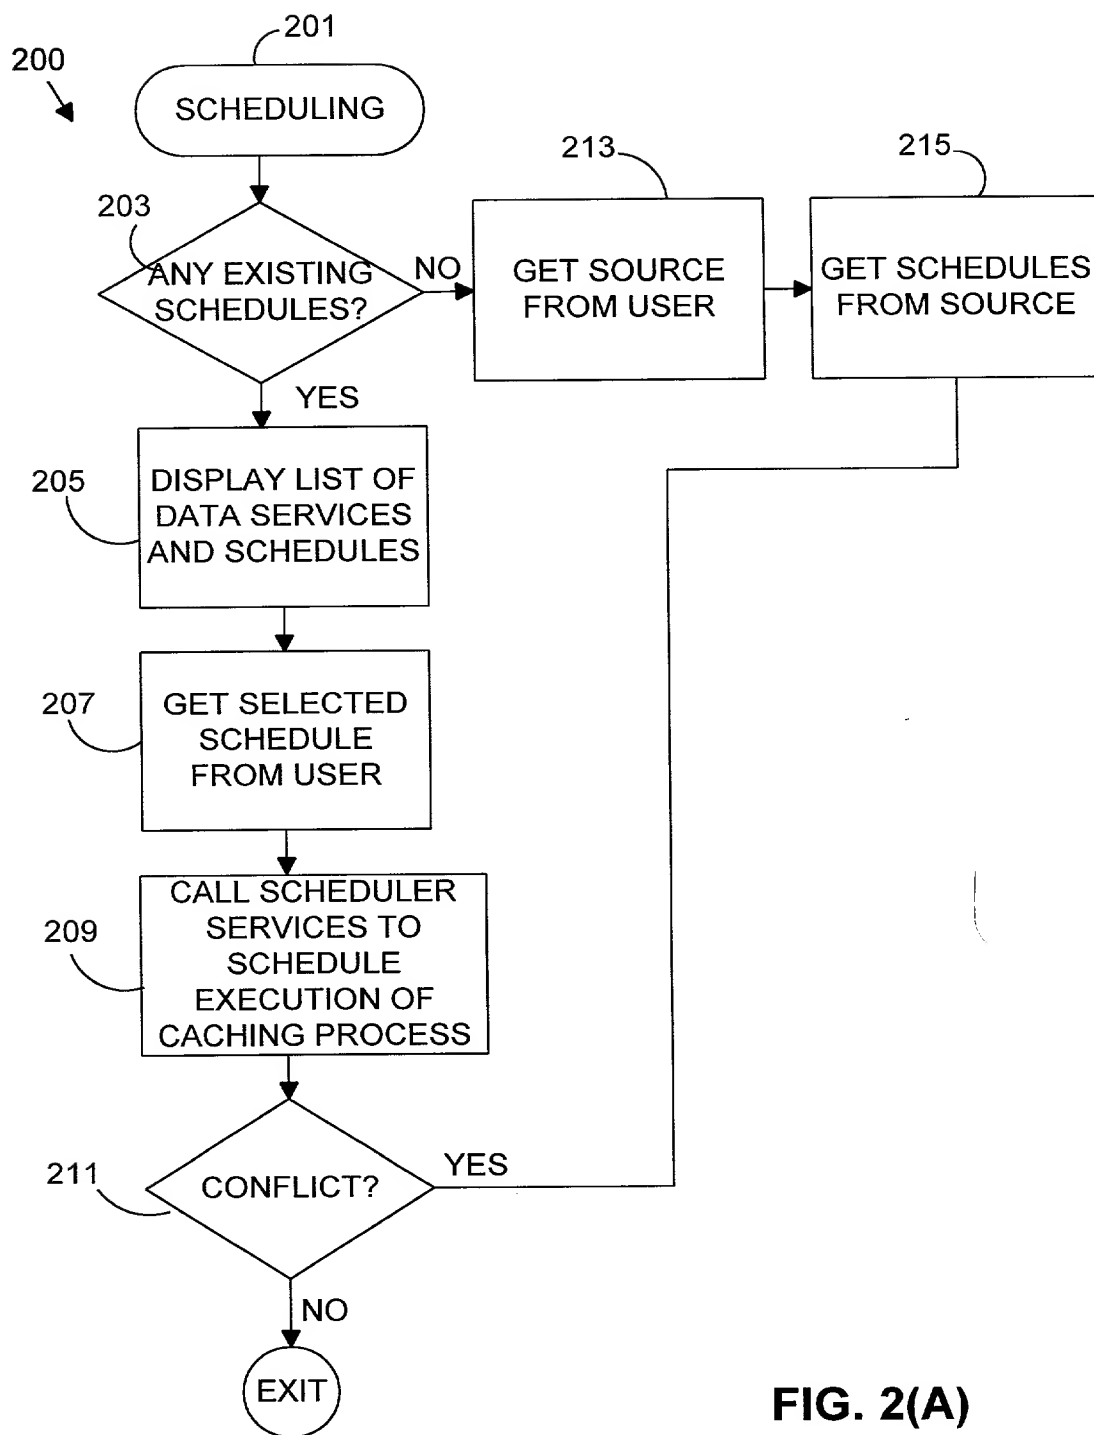 200
201
SCHEDULING
203
ANY EXISTING
SCHEDULES?
NO
213
GET SOURCE
FROM USER
215
GET SCHEDULES
FROM SOURCE
YES
205
DISPLAY LIST OF
DATA SERVICES
AND SCHEDULES
207
GET SELECTED
SCHEDULE
FROM USER
209
CALL SCHEDULER
SERVICES TO
SCHEDULE
EXECUTION OF
CACHING PROCESS
211
CONFLICT?
YES
NO
EXIT
FIG. 2(A)